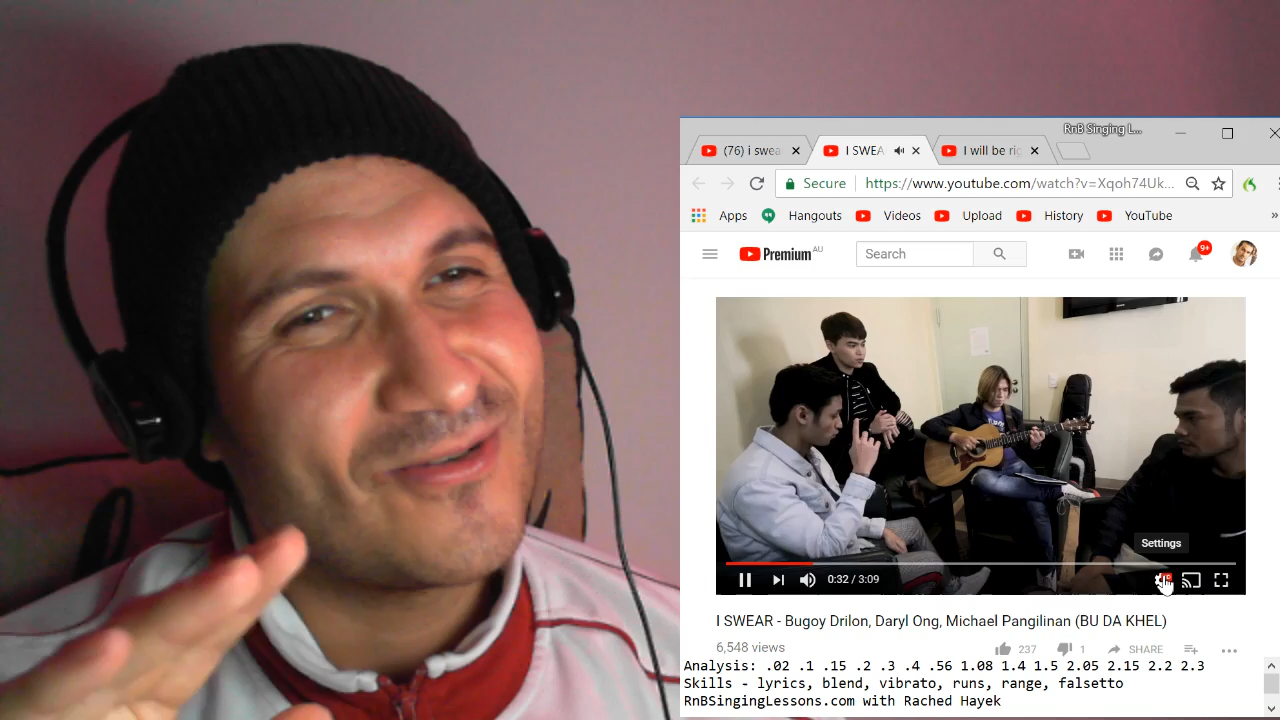 RnB Singing L...
(76) i swea
I SWEA
I will be rig
Secure
https://www.youtube.com/watch?v=Xqoh74Uk...
Apps
Hangouts
Videos
Upload
History
YouTube
»
Premium AU
Search
9+
Settings
0:32 / 3:09
I SWEAR - Bugoy Drilon, Daryl Ong, Michael Pangilinan (BU DA KHEL)
6,548 views
237
1
SHARE
Analysis: .02 .1 .15 .2 .3 .4 .56 1.08 1.4 1.5 2.05 2.15 2.2 2.3
Skills - lyrics, blend, vibrato, runs, range, falsetto
RnBSingingLessons.com with Rached Hayek